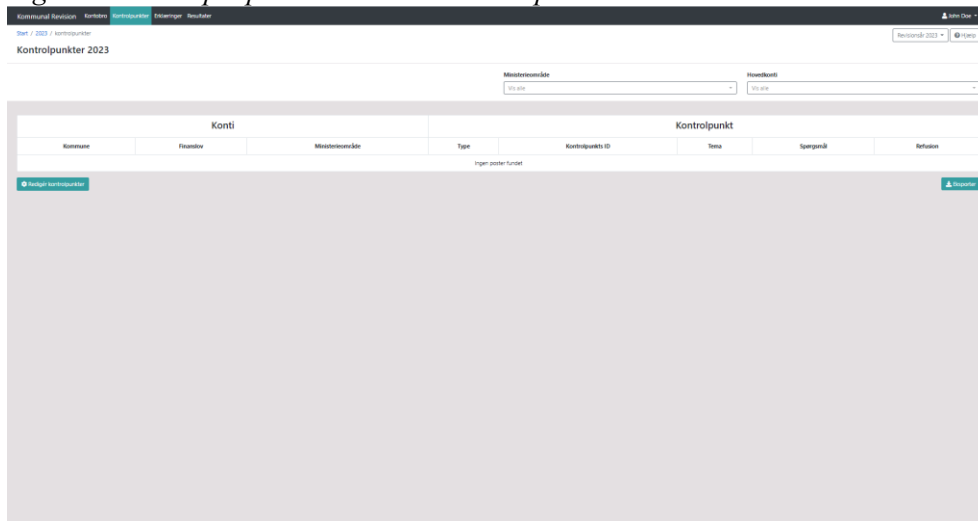 Kommunal Revision Kontobro Kontrolpunkter Erklæringer Resultater John Doe
Start / 2023 / kontrolpunkter
Revisionsår 2023 Hjælp
Kontrolpunkter 2023
Ministerieområde Hovedkonti
Vis alle Vis alle
Konti Kontrolpunkt
Kommune Finanslov Ministerieområde Type Kontrolpunkts ID Tema Spørgsmål Refusion
Ingen poster fundet
Redigér kontrolpunkter Eksporter